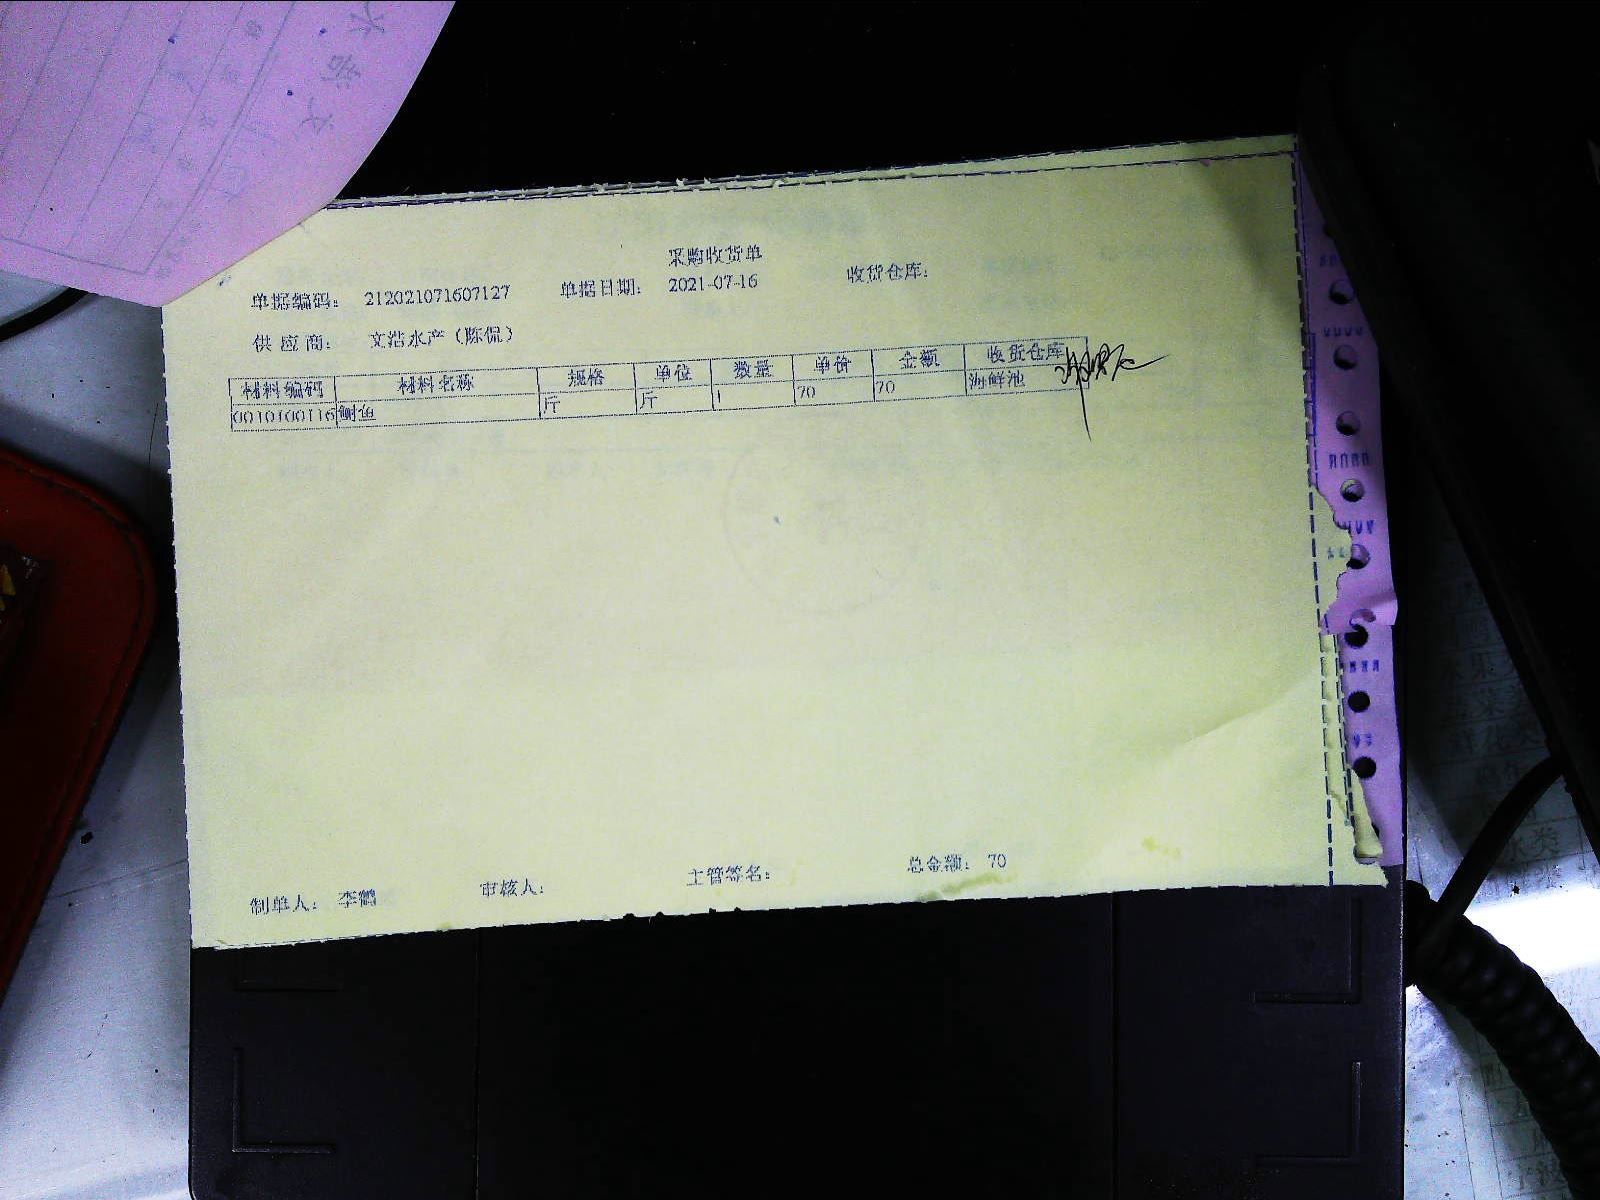 采购收货单
单据编码: 212021071607127 单据日期: 2021-07-16 收货仓库:
供应商: 文浩水产（陈侃）
材料编码 材料名称 规格 单位 数量 单价 金额 收货仓库
0010100116 鮰鱼 斤 斤 1 70 70 海鲜池
制单人: 李鹤 审核人: 主管签名: 总金额: 70